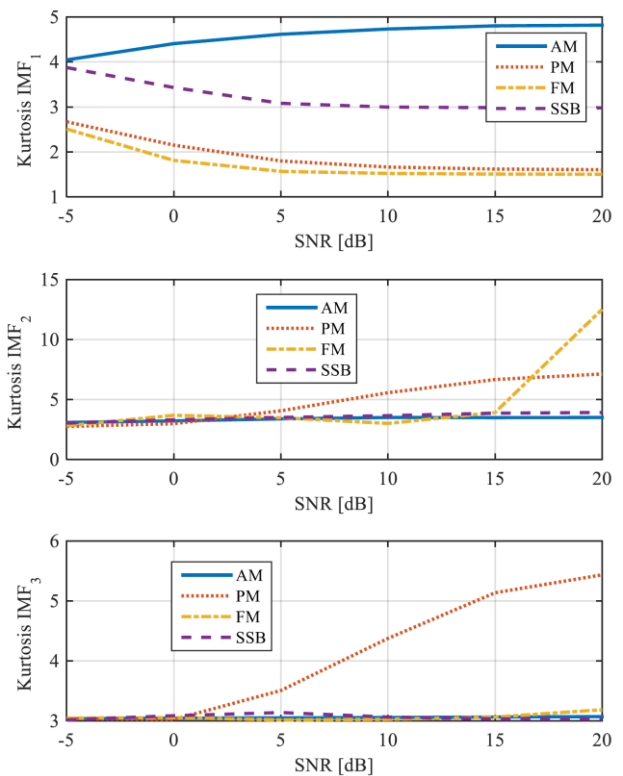 5
4
3
2
1
Kurtosis IMF1
AM
PM
FM
SSB
-5 0 5 10 15 20
SNR [dB]
15
10
5
0
Kurtosis IMF2
AM
PM
FM
SSB
-5 0 5 10 15 20
SNR [dB]
6
5
4
3
Kurtosis IMF3
AM
PM
FM
SSB
-5 0 5 10 15 20
SNR [dB]